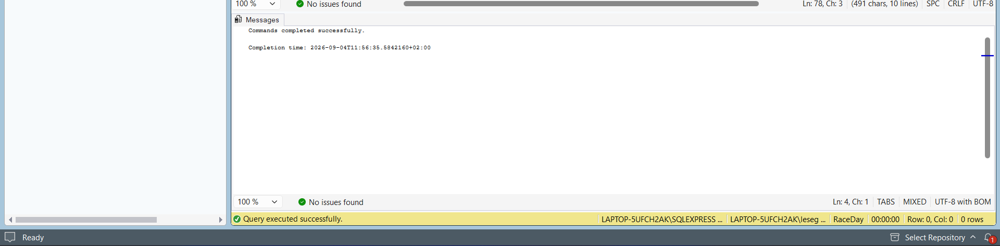 100 % No issues found Ln: 78, Ch: 3 (491 chars, 10 lines) SPC CRLF UTF-8
Messages
Commands completed successfully.
Completion time: 2026-09-04T11:56:35.5842160+02:00
100 % No issues found Ln: 4, Ch: 1 TABS MIXED UTF-8 with BOM
Query executed successfully. LAPTOP-5UFCH2AK\SQLEXPRESS ... LAPTOP-5UFCH2AK\leseg ... RaceDay 00:00:00 Row: 0, Col: 0 0 rows
Ready Select Repository 1